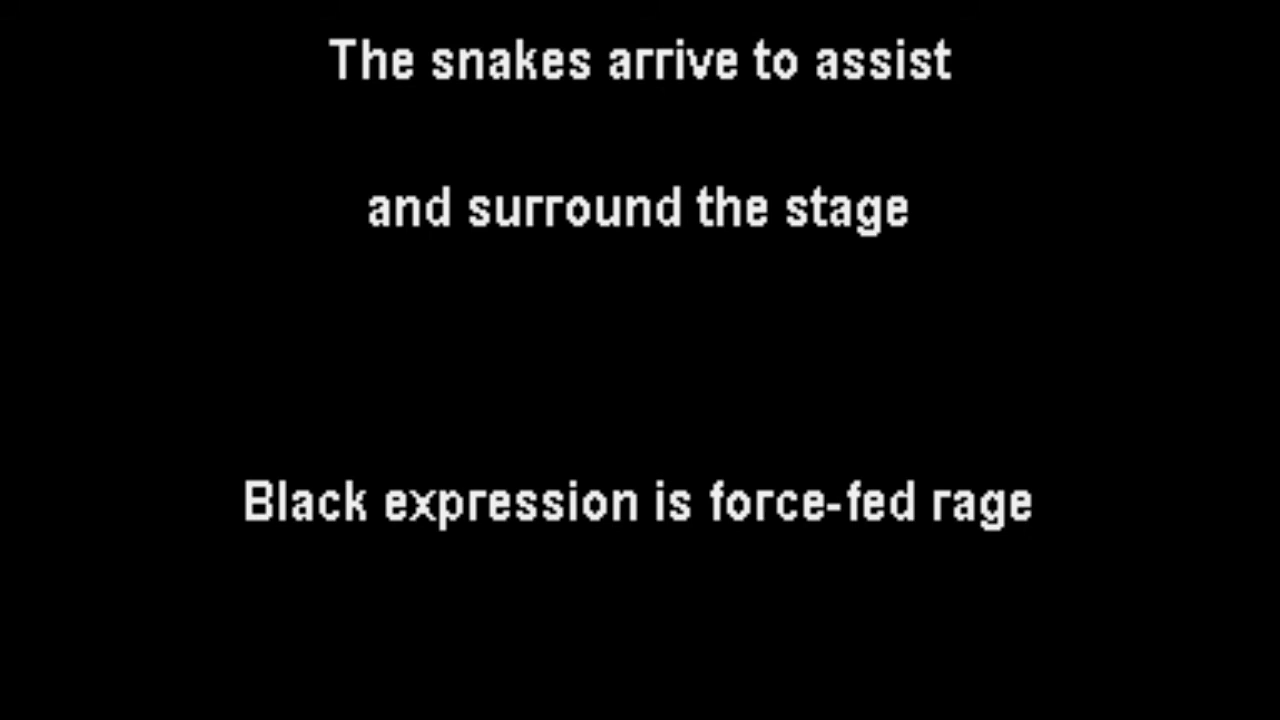 The snakes arrive to assist
and surround the stage
Black expression is force-fed rage